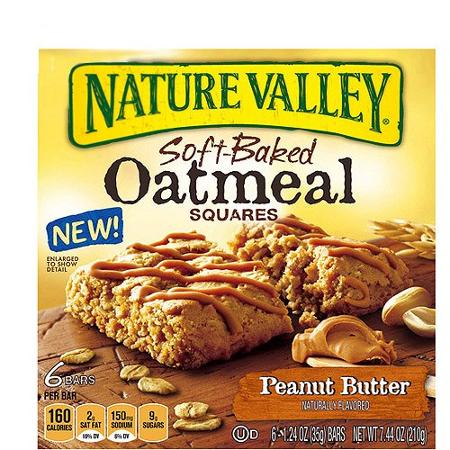 NATURE VALLEY®
Soft-Baked
Oatmeal
SQUARES
NEW!
ENLARGED
TO SHOW
DETAIL
6 BARS
PER BAR
160 CALORIES
2g SAT FAT 10% DV
150mg SODIUM 6% DV
9g SUGARS
Peanut Butter
NATURALLY FLAVORED
U D
6 - 1.24 OZ (35g) BARS NET WT 7.44 OZ (210g)